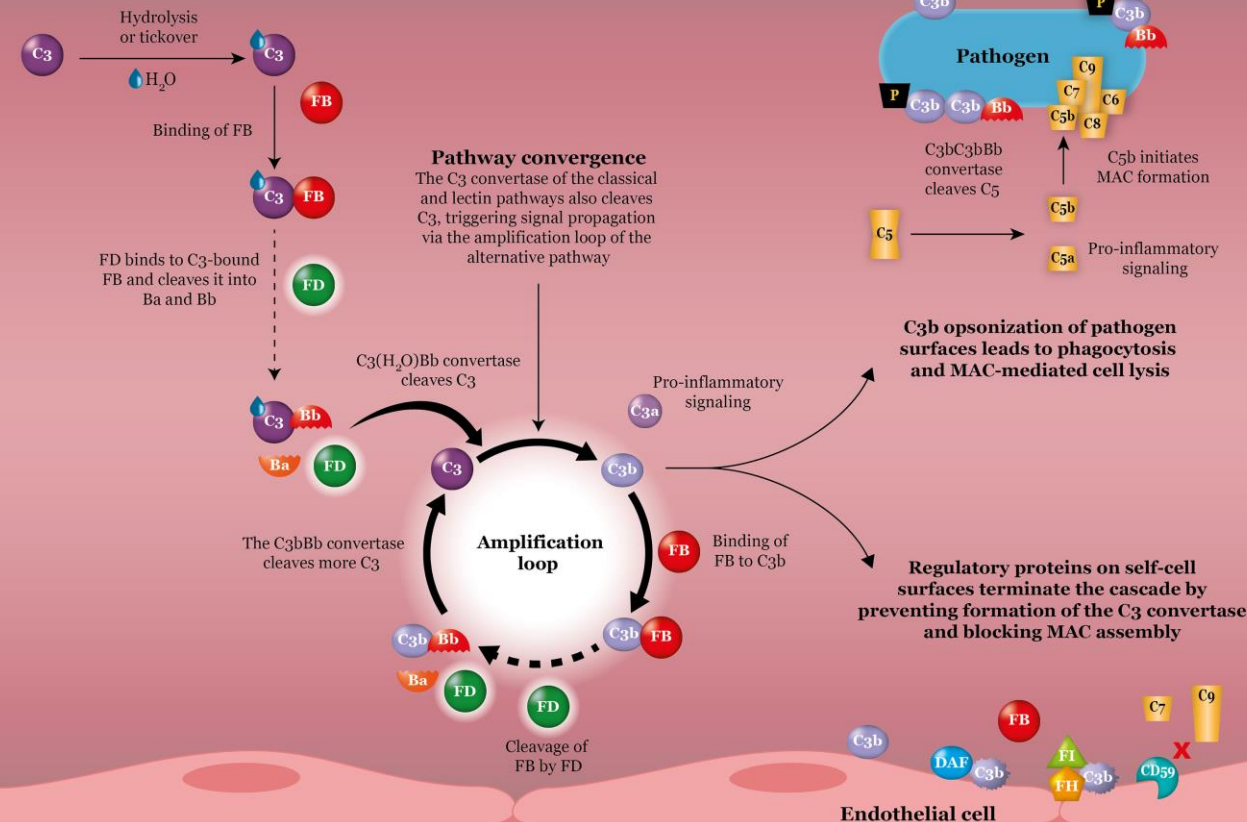 Hydrolysis
or tickover
C3
C3
H₂O
FB
Binding of FB
C3 FB
FD binds to C3-bound
FB and cleaves it into
Ba and Bb
FD
C3 Bb
Ba
FD
C3(H₂O)Bb convertase
cleaves C3
Pathway convergence
The C3 convertase of the classical
and lectin pathways also cleaves
C3, triggering signal propagation
via the amplification loop of the
alternative pathway
Pro-inflammatory
signaling
C3a
C3
C3b
Amplification
loop
FB
Binding of
FB to C3b
C3b FB
The C3bBb convertase
cleaves more C3
C3b Bb
Ba
FD
FD
Cleavage of
FB by FD
C3b
P
C3b
Bb
Pathogen
P
C3b C3b Bb
C9
C7
C6
C5b
C8
C3bC3bBb
convertase
cleaves C5
C5b initiates
MAC formation
C5
C5b
C5a
Pro-inflammatory
signaling
C3b opsonization of pathogen
surfaces leads to phagocytosis
and MAC-mediated cell lysis
Regulatory proteins on self-cell
surfaces terminate the cascade by
preventing formation of the C3 convertase
and blocking MAC assembly
C3b
DAF
C3b
FB
FI
FH
C3b
C7
C9
X
CD59
Endothelial cell